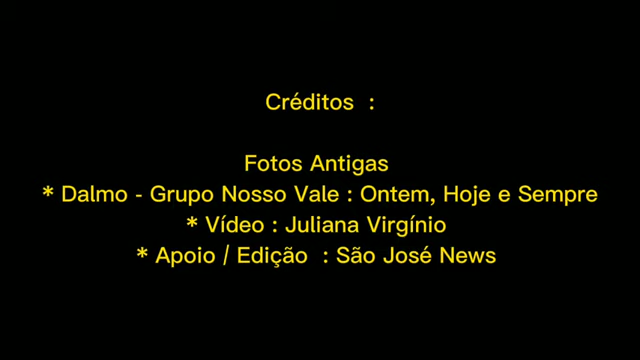 Créditos :
Fotos Antigas
* Dalmo - Grupo Nosso Vale : Ontem, Hoje e Sempre
* Vídeo : Juliana Virgínio
* Apoio / Edição : São José News